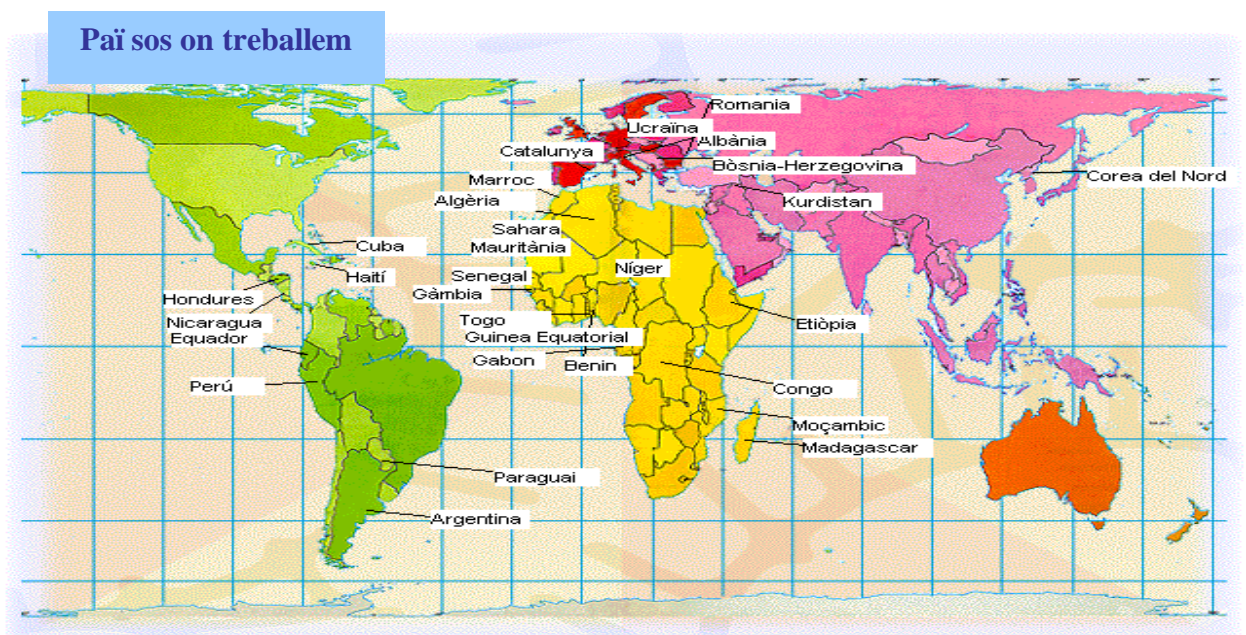 Paï sos on treballem
Romania
Ucraïna
Albània
Catalunya
Bòsnia-Herzegovina
Marroc
Corea del Nord
Algèria
Kurdistan
Sahara
Cuba
Mauritània
Níger
Haití
Senegal
Gàmbia
Hondures
Togo
Nicaragua
Etiòpia
Equador
Guinea Equatorial
Gabon
Benin
Perú
Congo
Moçambic
Madagascar
Paraguai
Argentina